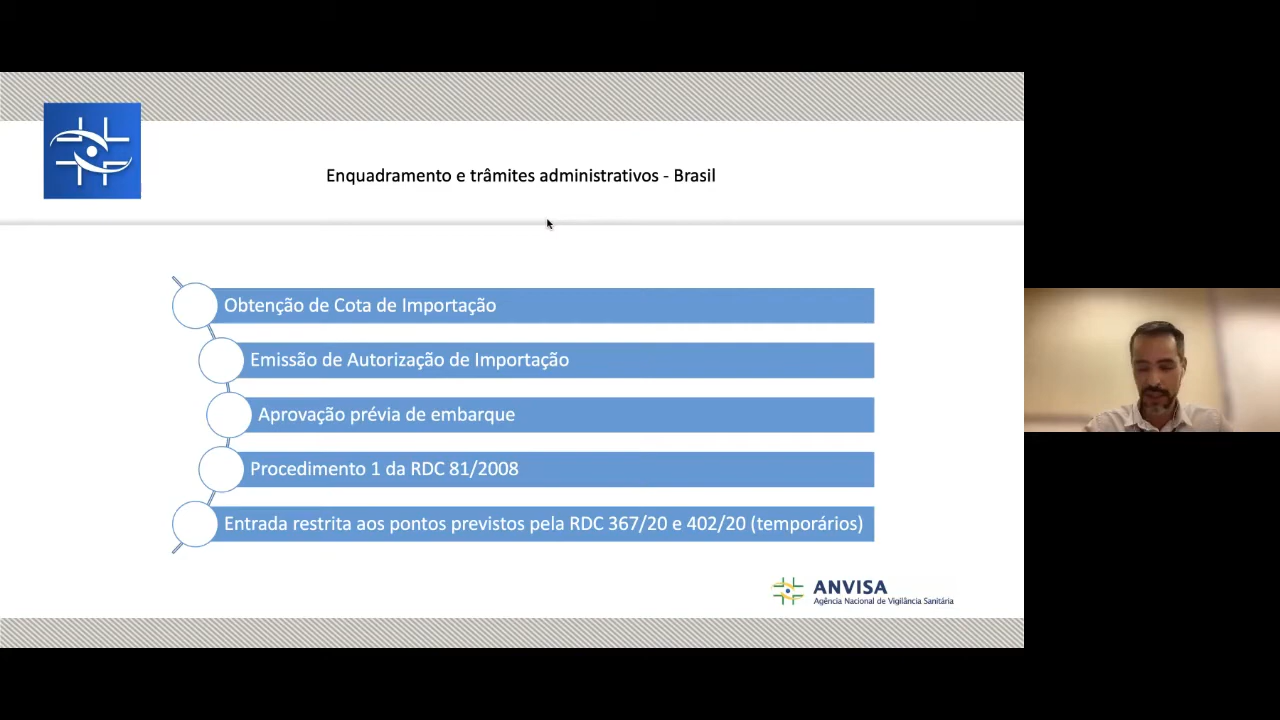 Enquadramento e trâmites administrativos - Brasil
Obtenção de Cota de Importação
Emissão de Autorização de Importação
Aprovação prévia de embarque
Procedimento 1 da RDC 81/2008
Entrada restrita aos pontos previstos pela RDC 367/20 e 402/20 (temporários)
ANVISA
Agência Nacional de Vigilância Sanitária